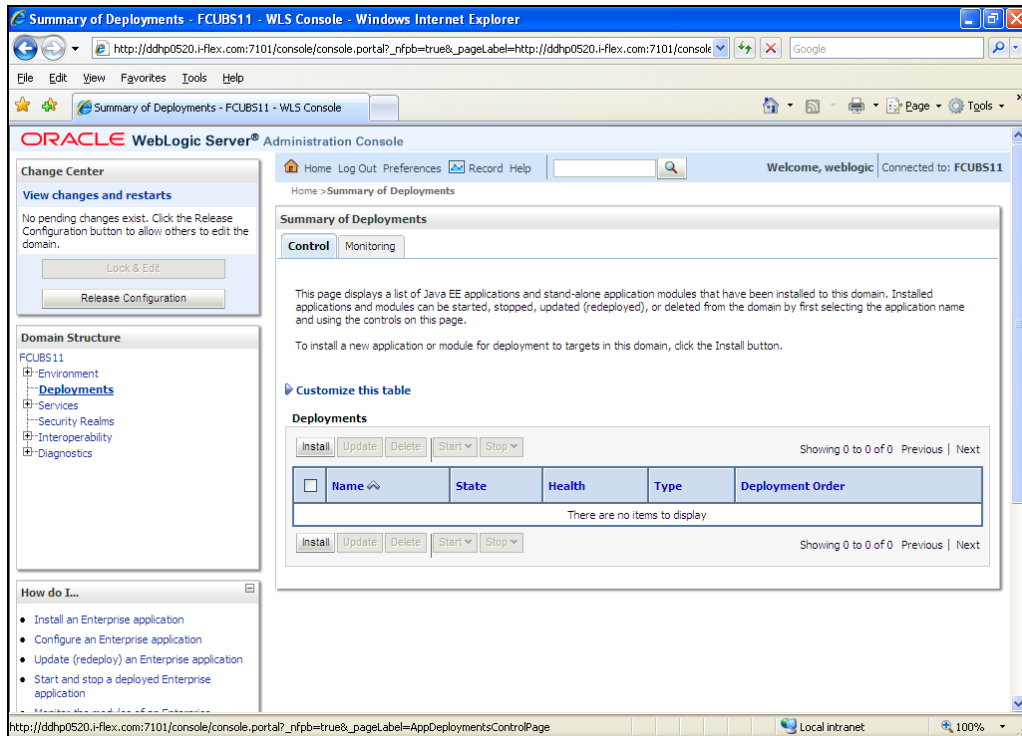 Summary of Deployments - FCUBS11 - WLS Console - Windows Internet Explorer
http://ddhp0520.i-flex.com:7101/console/console.portal?_nfpb=true&_pageLabel=http://ddhp0520.i-flex.com:7101/console
Google
File Edit View Favorites Tools Help
Summary of Deployments - FCUBS11 - WLS Console
Page Tools »
ORACLE WebLogic Server® Administration Console
Change Center
View changes and restarts
No pending changes exist. Click the Release
Configuration button to allow others to edit the
domain.
Lock & Edit
Release Configuration
Domain Structure
FCUBS11
Environment
Deployments
Services
Security Realms
Interoperability
Diagnostics
How do I...
Install an Enterprise application
Configure an Enterprise application
Update (redeploy) an Enterprise application
Start and stop a deployed Enterprise
application
Monitor the modules of an Enterprise
Home Log Out Preferences Record Help
Welcome, weblogic Connected to: FCUBS11
Home >Summary of Deployments
Summary of Deployments
Control Monitoring
This page displays a list of Java EE applications and stand-alone application modules that have been installed to this domain. Installed
applications and modules can be started, stopped, updated (redeployed), or deleted from the domain by first selecting the application name
and using the controls on this page.
To install a new application or module for deployment to targets in this domain, click the Install button.
Customize this table
Deployments
Install Update Delete Start Stop Showing 0 to 0 of 0 Previous | Next
Name State Health Type Deployment Order
There are no items to display
Install Update Delete Start Stop Showing 0 to 0 of 0 Previous | Next
http://ddhp0520.i-flex.com:7101/console/console.portal?_nfpb=true&_pageLabel=AppDeploymentsControlPage
Local intranet 100%